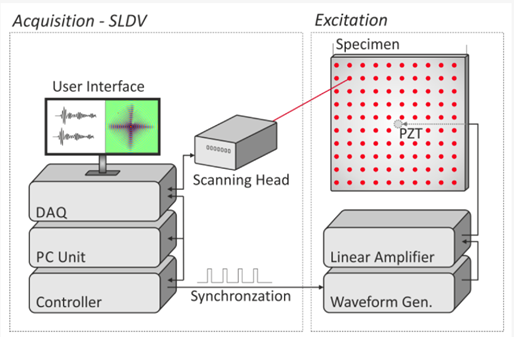 Acquisition - SLDV
Excitation
Specimen
User Interface
PZT
Scanning Head
DAQ
PC Unit
Linear Amplifier
Controller
Synchronzation
Waveform Gen.